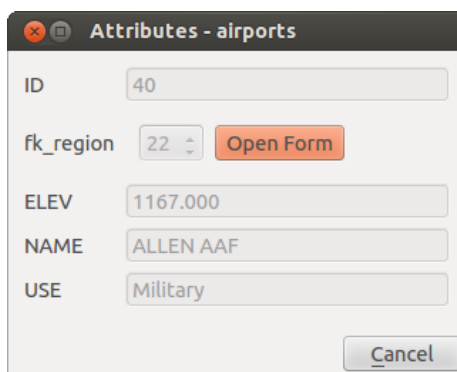 Attributes - airports
ID 40
fk_region 22 Open Form
ELEV 1167.000
NAME ALLEN AAF
USE Military
Cancel